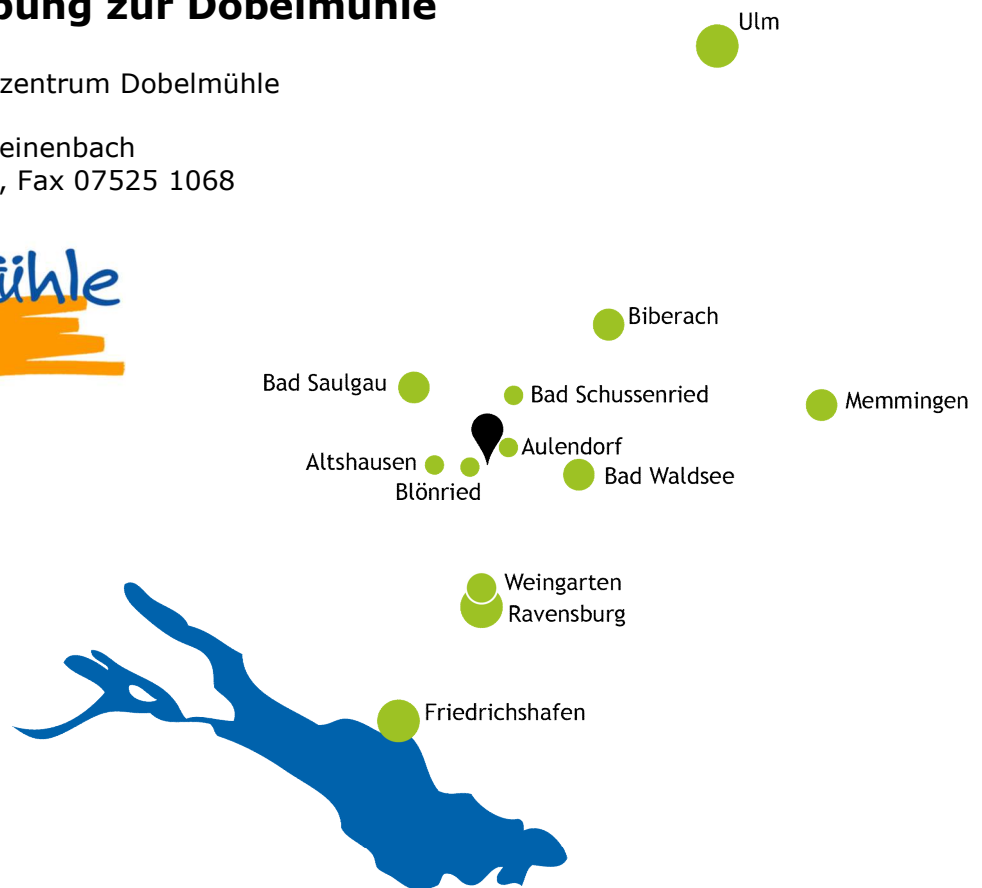 bung zur Dobelmühle
zentrum Dobelmühle
einenbach
, Fax 07525 1068
ühle
Ulm
Biberach
Bad Saulgau
Bad Schussenried
Memmingen
Aulendorf
Altshausen
Bad Waldsee
Blönried
Weingarten
Ravensburg
Friedrichshafen